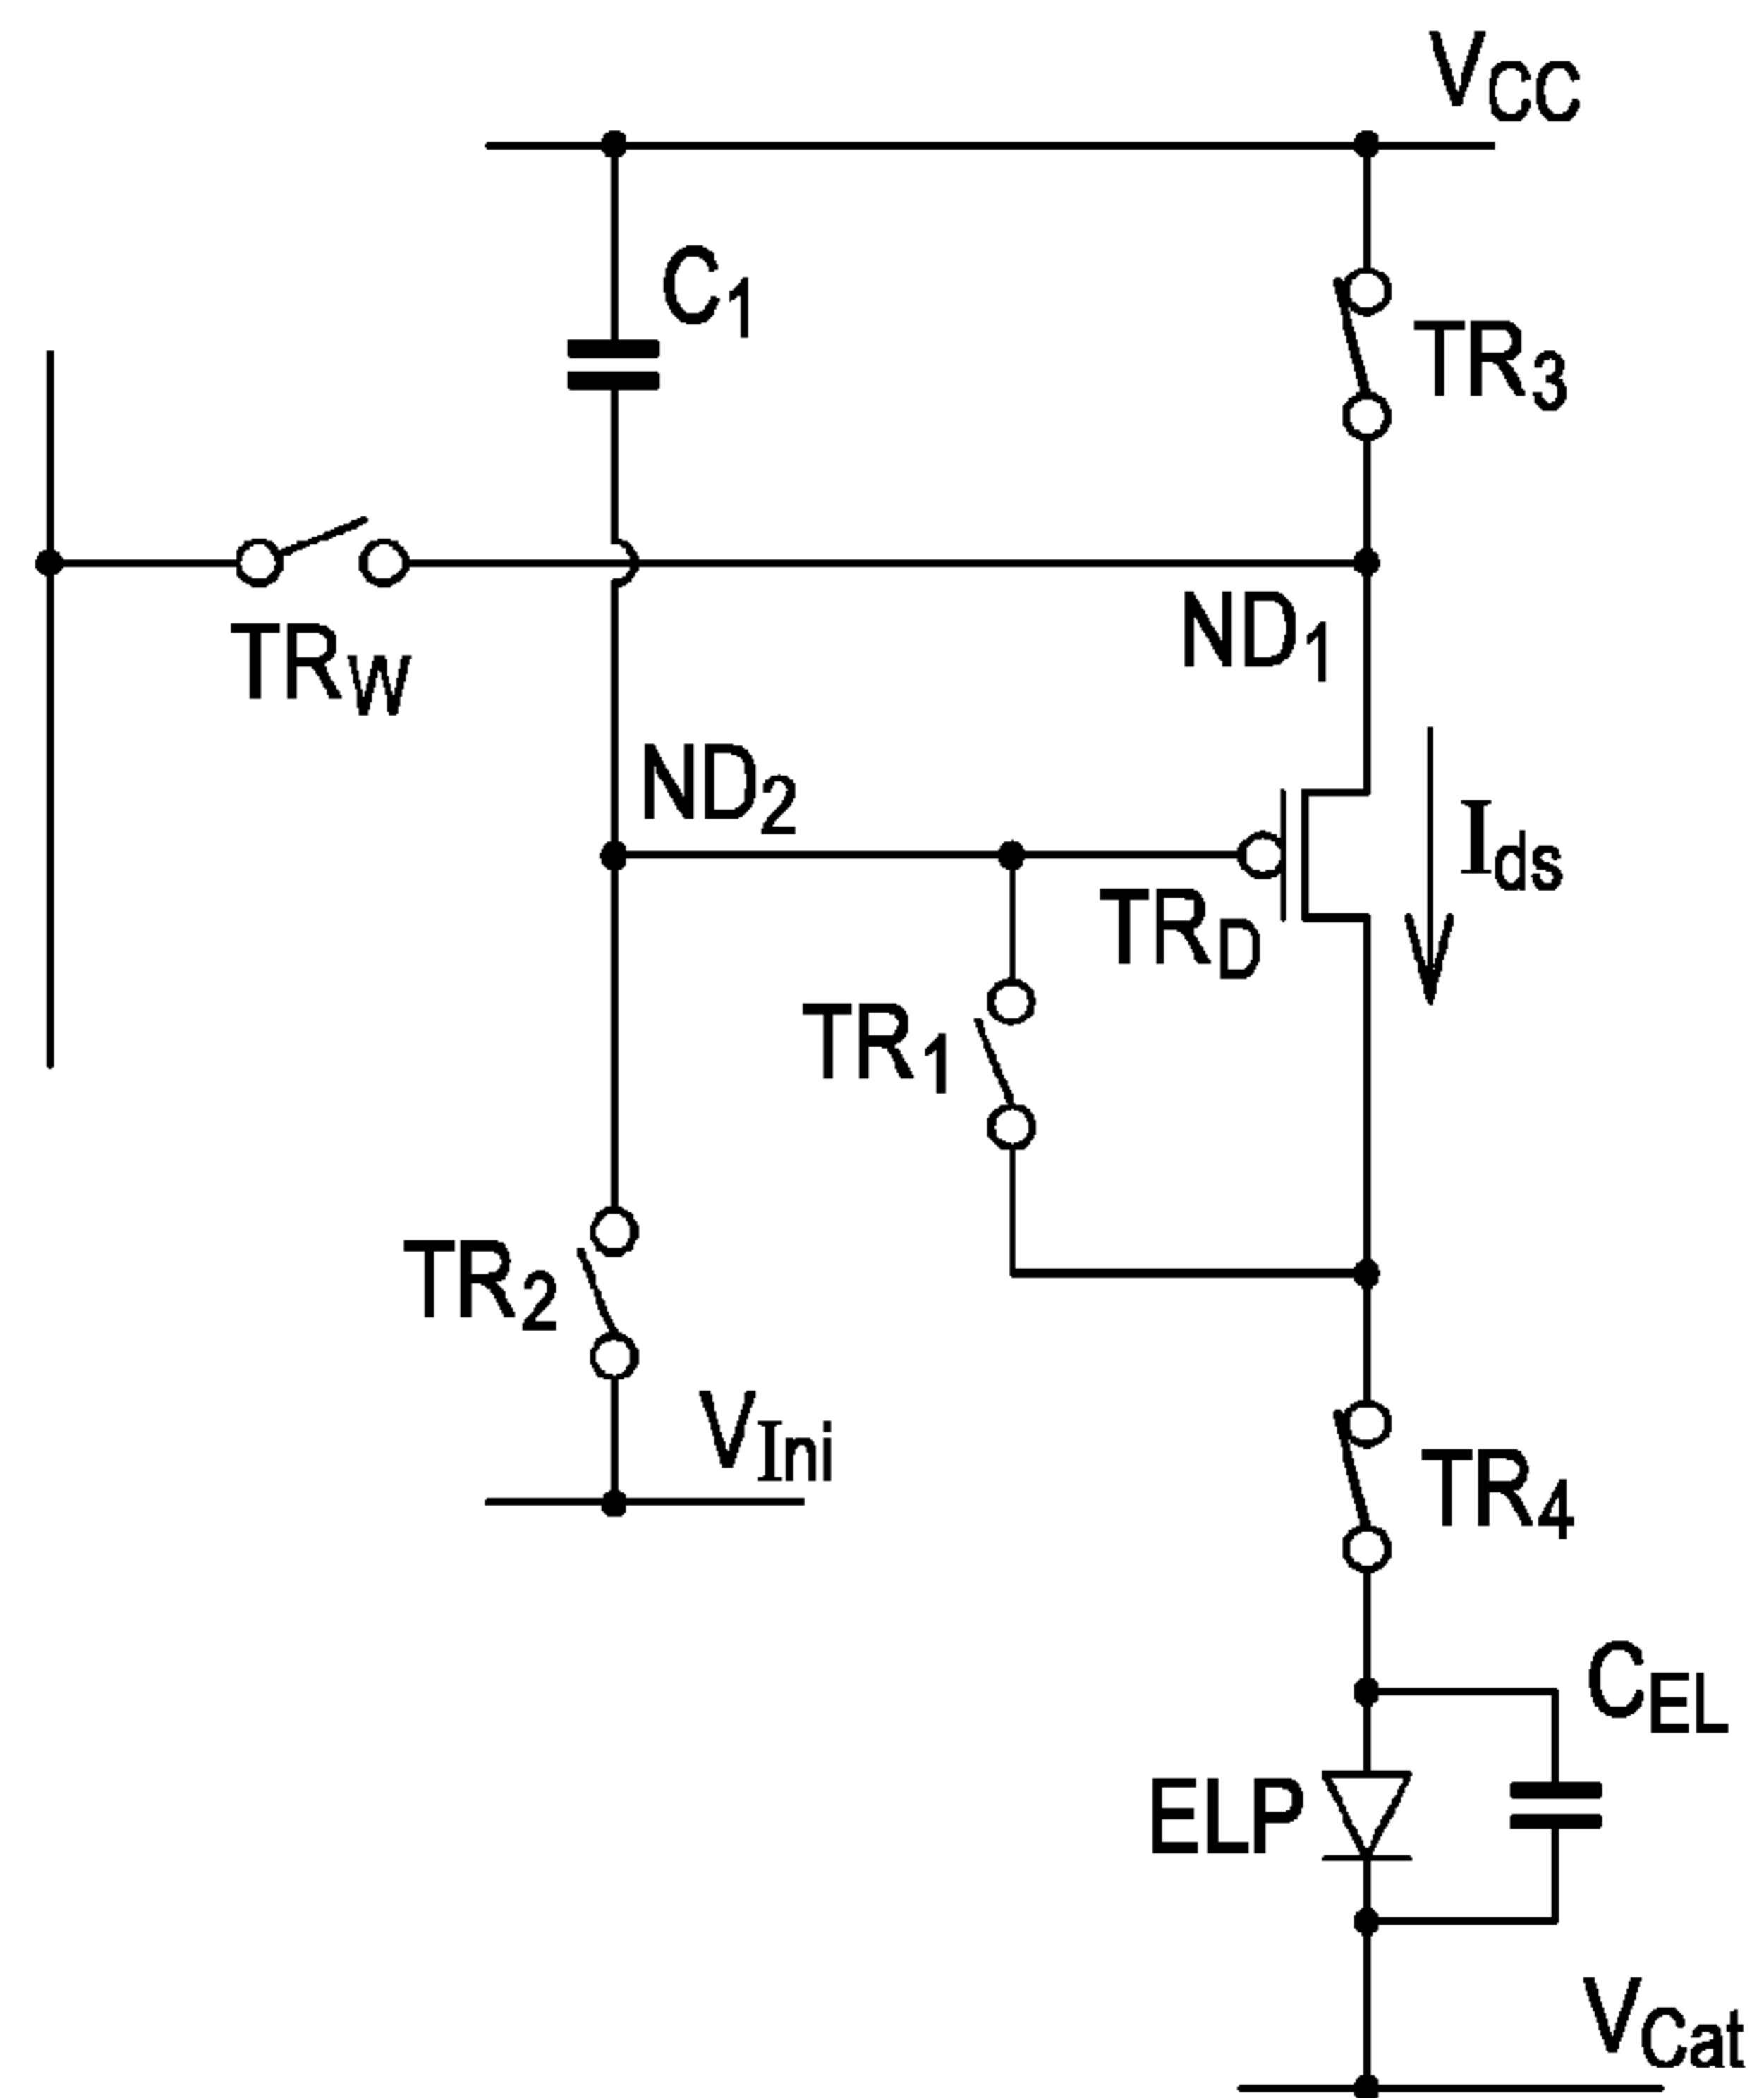 VCC
C1
TR3
TRW
ND1
ND2
Ids
TRD
TR1
TR2
VIni
TR4
CEL
ELP
VCat